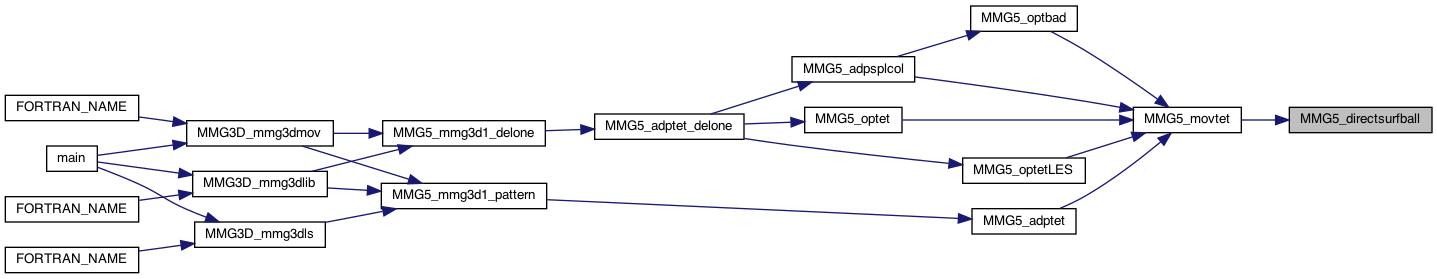 MMG5_optbad
MMG5_adpsplcol
FORTRAN_NAME
MMG5_optet
MMG5_movtet
MMG5_directsurfball
MMG3D_mmg3dmov
MMG5_mmg3d1_delone
MMG5_adptet_delone
main
MMG5_optetLES
MMG3D_mmg3dlib
MMG5_mmg3d1_pattern
FORTRAN_NAME
MMG5_adptet
MMG3D_mmg3dls
FORTRAN_NAME